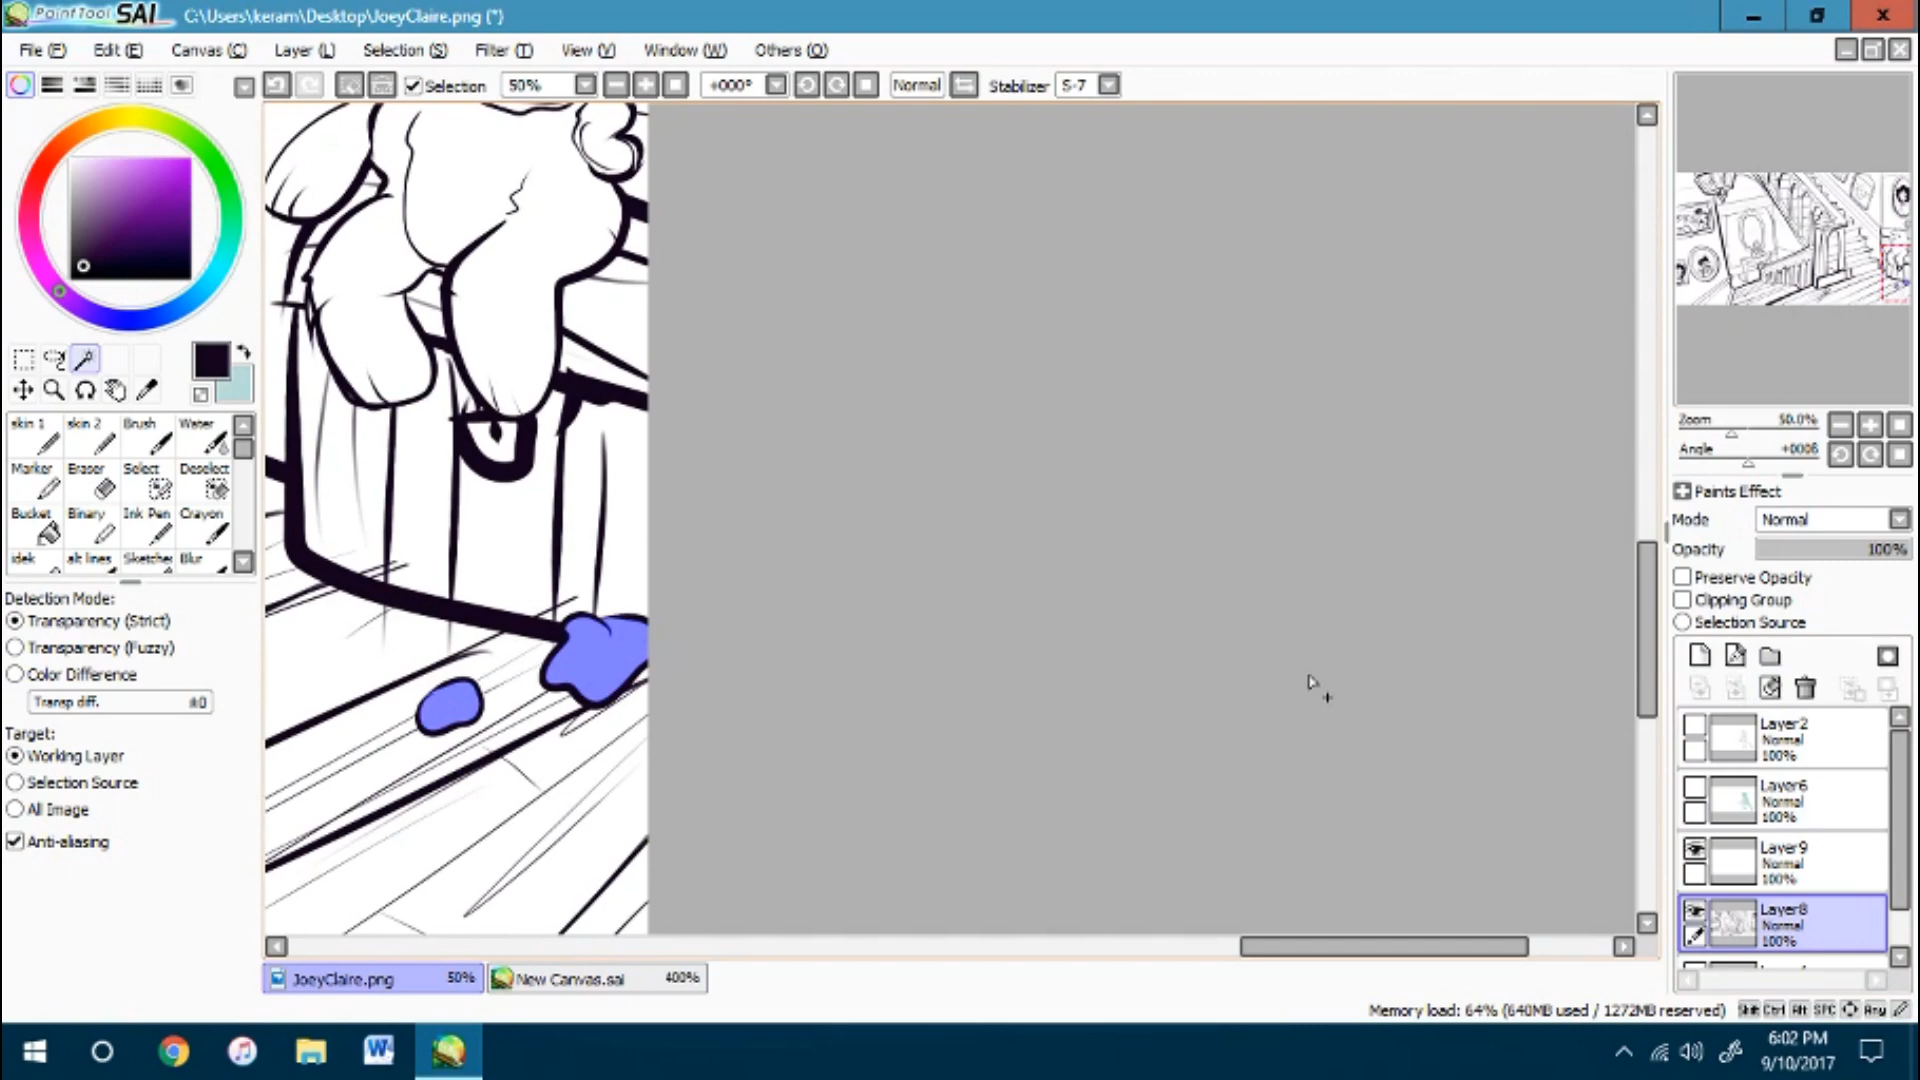 PaintTool SAI C:\Users\keram\Desktop\JoeyClaire.png (*)
File (F) Edit (E) Canvas (C) Layer (L) Selection (S) Filter (T) View (V) Window (W) Others (O)
Selection 50% +000° Normal Stabilizer S-7
skin 1 skin 2 Brush Water
Marker Eraser Select Deselect
Bucket Binary Ink Pen Crayon
idek alt lines Sketche Blur
Detection Mode:
Transparency (Strict)
Transparency (Fuzzy)
Color Difference
Transp diff. ±0
Target:
Working Layer
Selection Source
All Image
Anti-aliasing
Zoom 50.0%
Angle
Paints Effect
Mode Normal
Opacity 100%
Preserve Opacity
Clipping Group
Selection Source
Layer2
Normal
100%
Layer6
Normal
100%
Layer9
Normal
100%
Layer8
Normal
100%
JoeyClaire.png 50% New Canvas.sai 400%
Memory load: 64% (640MB used / 1272MB reserved) Shift Ctrl Alt SPC Any
6:02 PM
9/10/2017